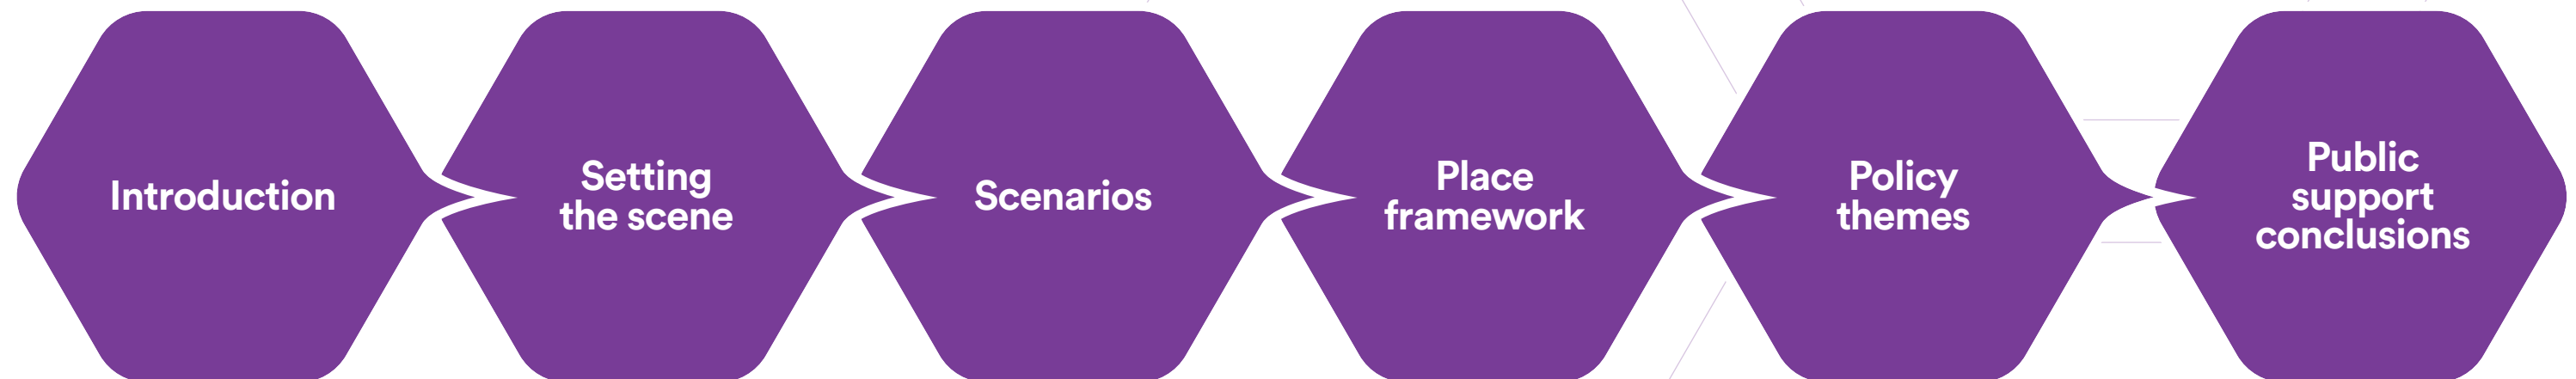 Introduction
Setting
the scene
Scenarios
Place
framework
Policy
themes
Public
support
conclusions